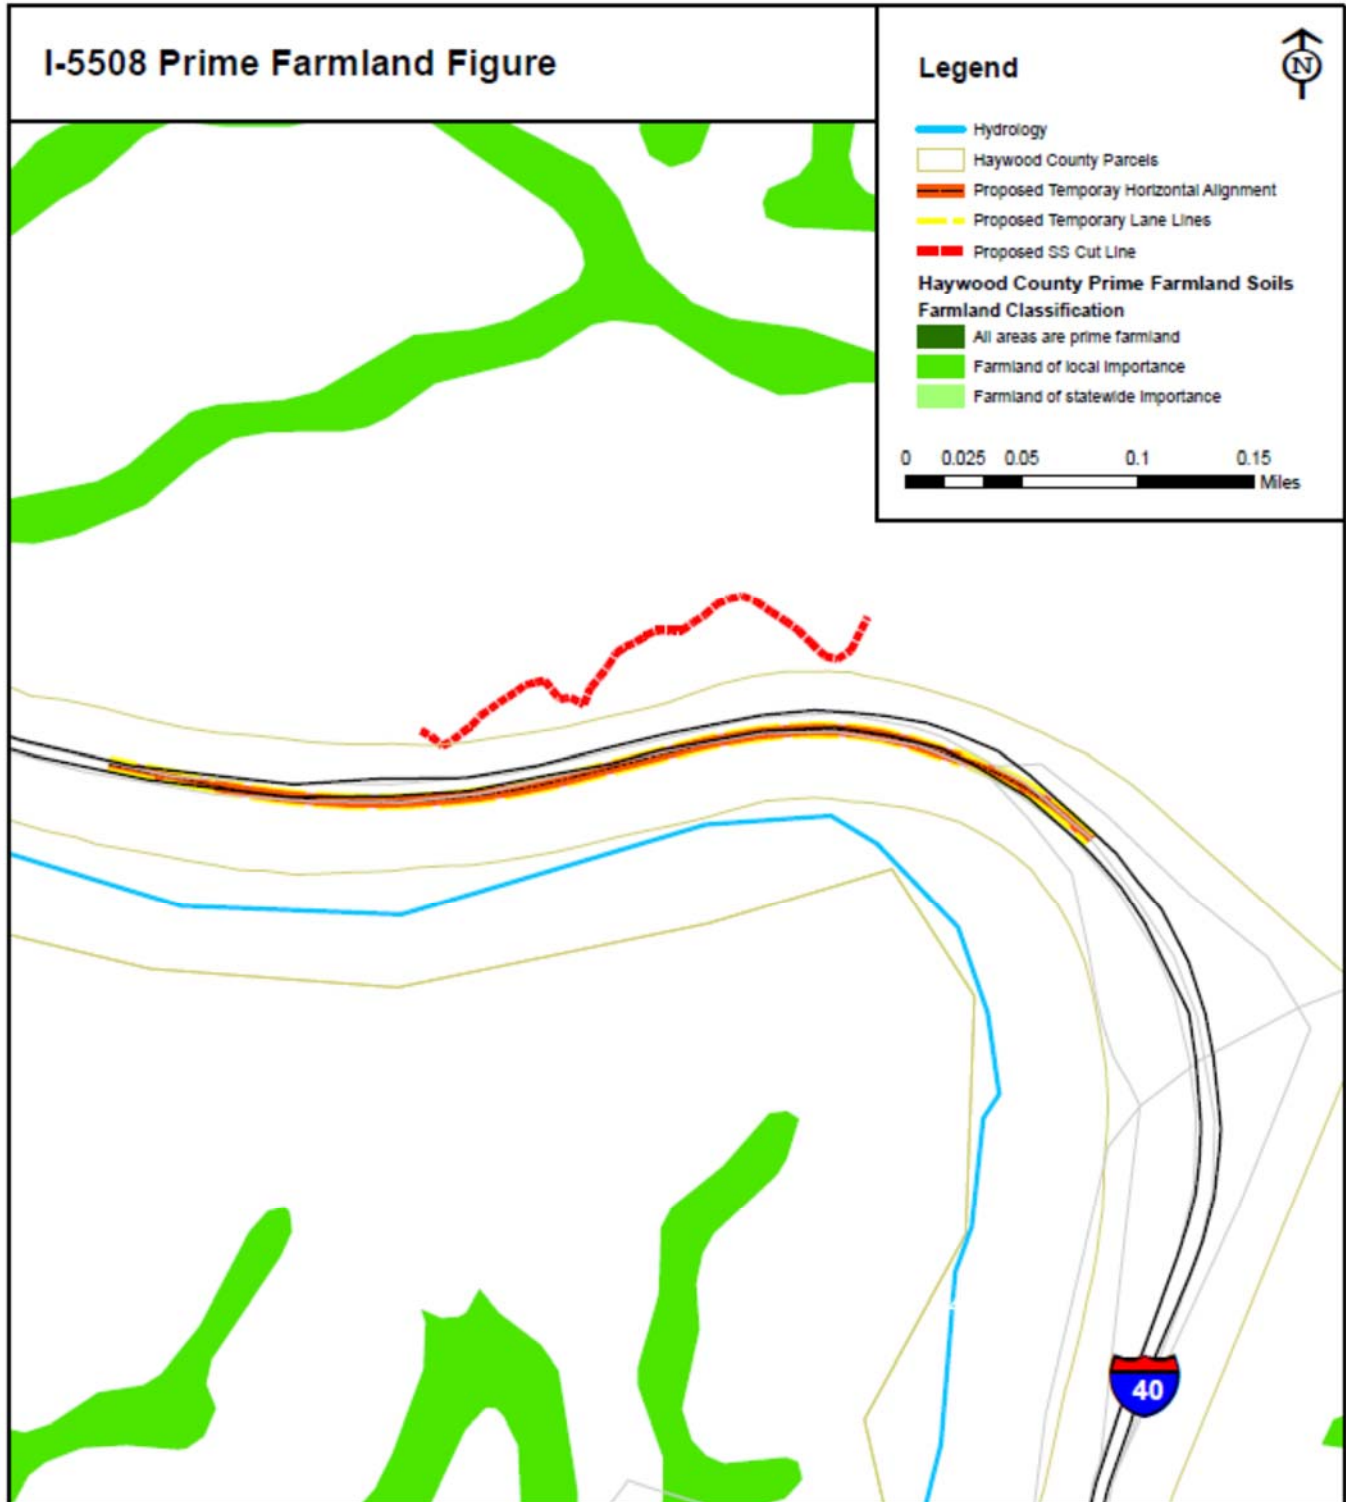 I-5508 Prime Farmland Figure
Legend
N
Hydrology
Haywood County Parcels
Proposed Temporay Horizontal Alignment
Proposed Temporary Lane Lines
Proposed SS Cut Line
Haywood County Prime Farmland Soils
Farmland Classification
All areas are prime farmland
Farmland of local importance
Farmland of statewide importance
0 0.025 0.05 0.1 0.15
Miles
40